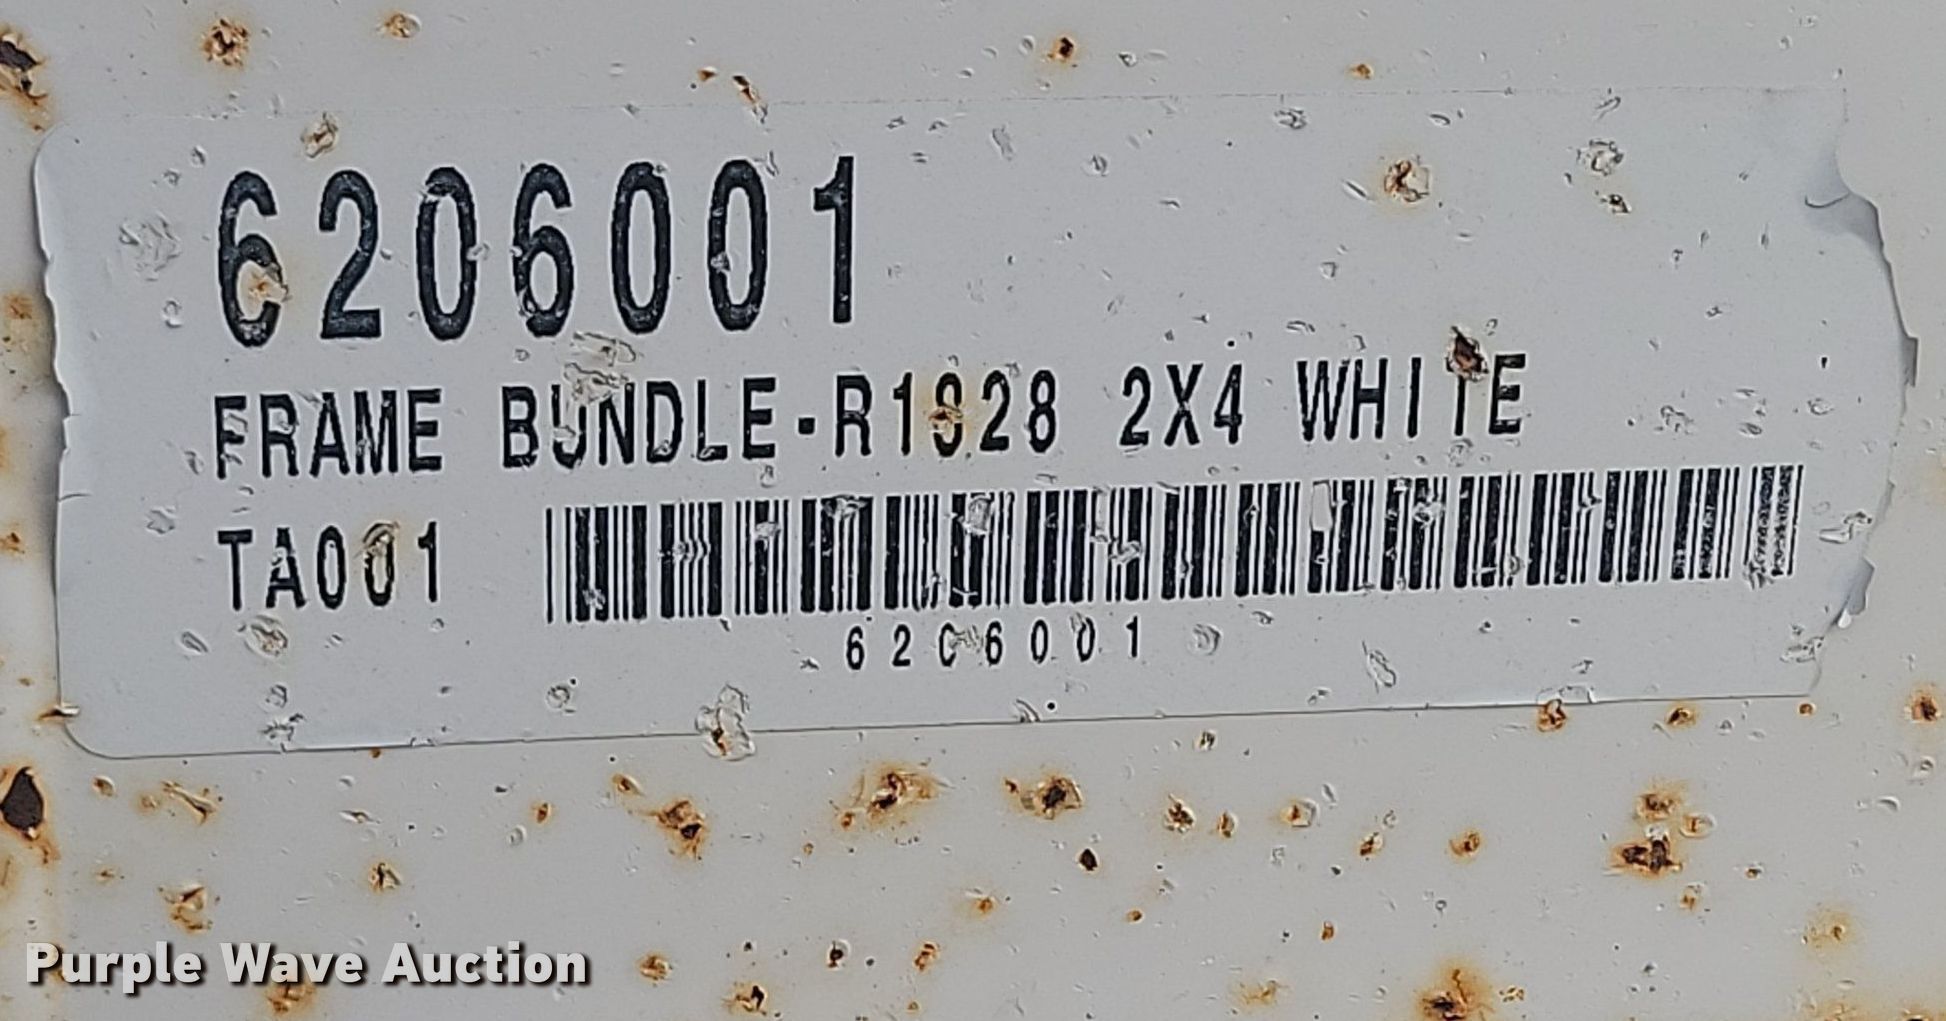 6206001
FRAME BUNDLE-R1928 2X4 WHITE
TA001
6206001
Purple Wave Auction